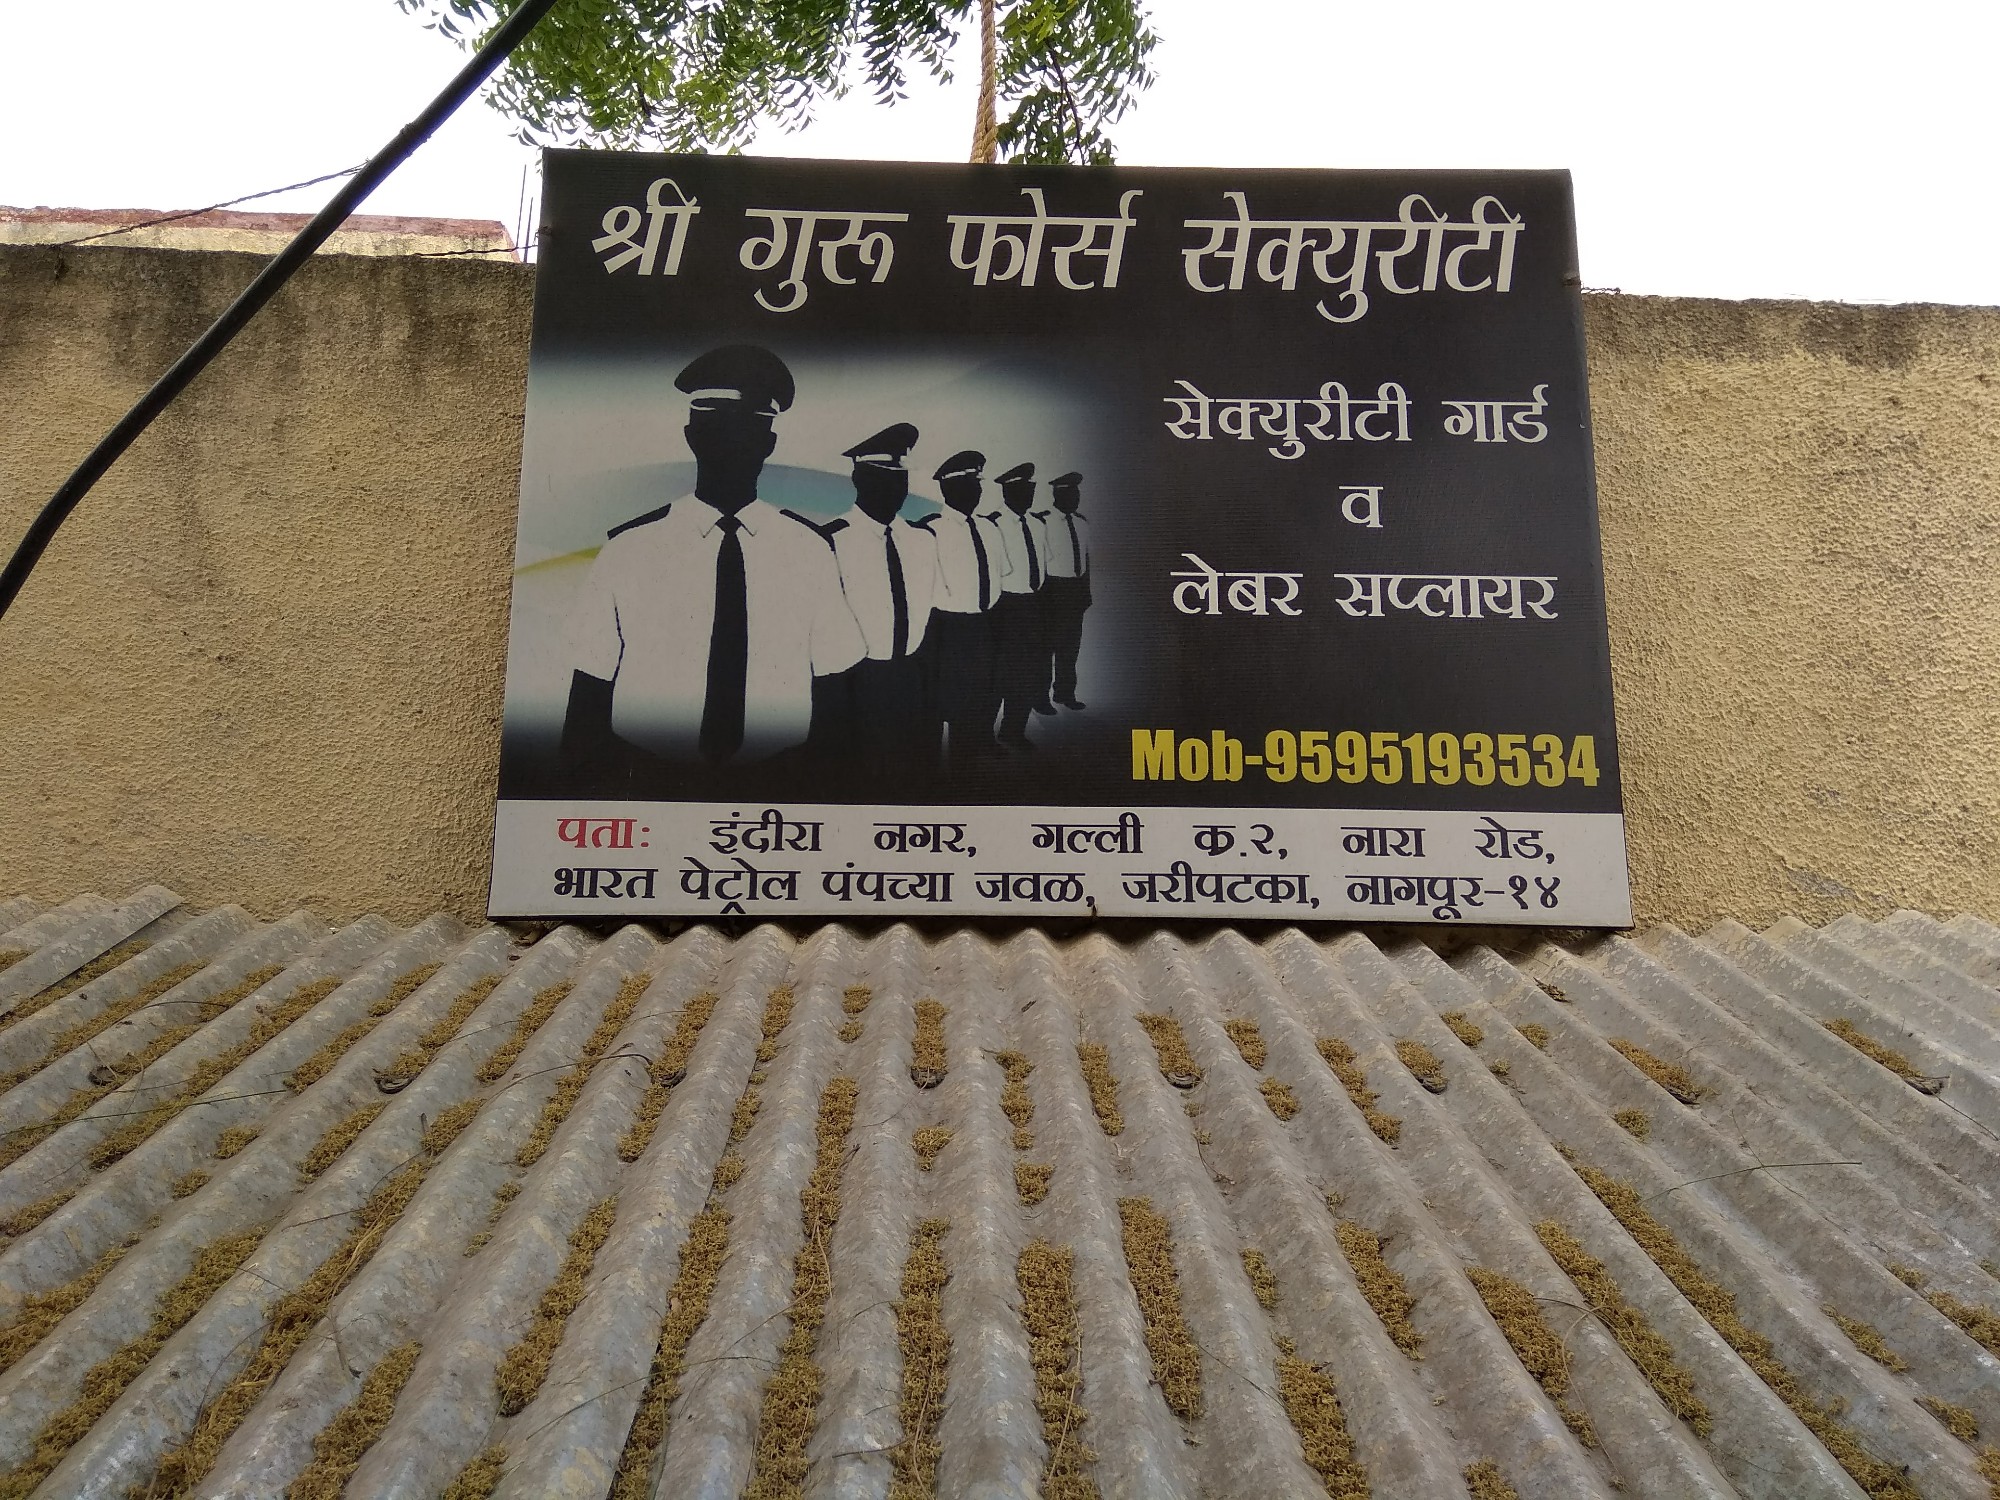 श्री गुरू फोर्स सेक्युरीटी
सेक्युरीटी गार्ड
व
लेबर सप्लायर
Mob-9595193534
पताः इंदीरा नगर, गल्ली क्र.२, नारा रोड,
भारत पेट्रोल पंपच्या जवळ, जरीपटका, नागपूर-१४